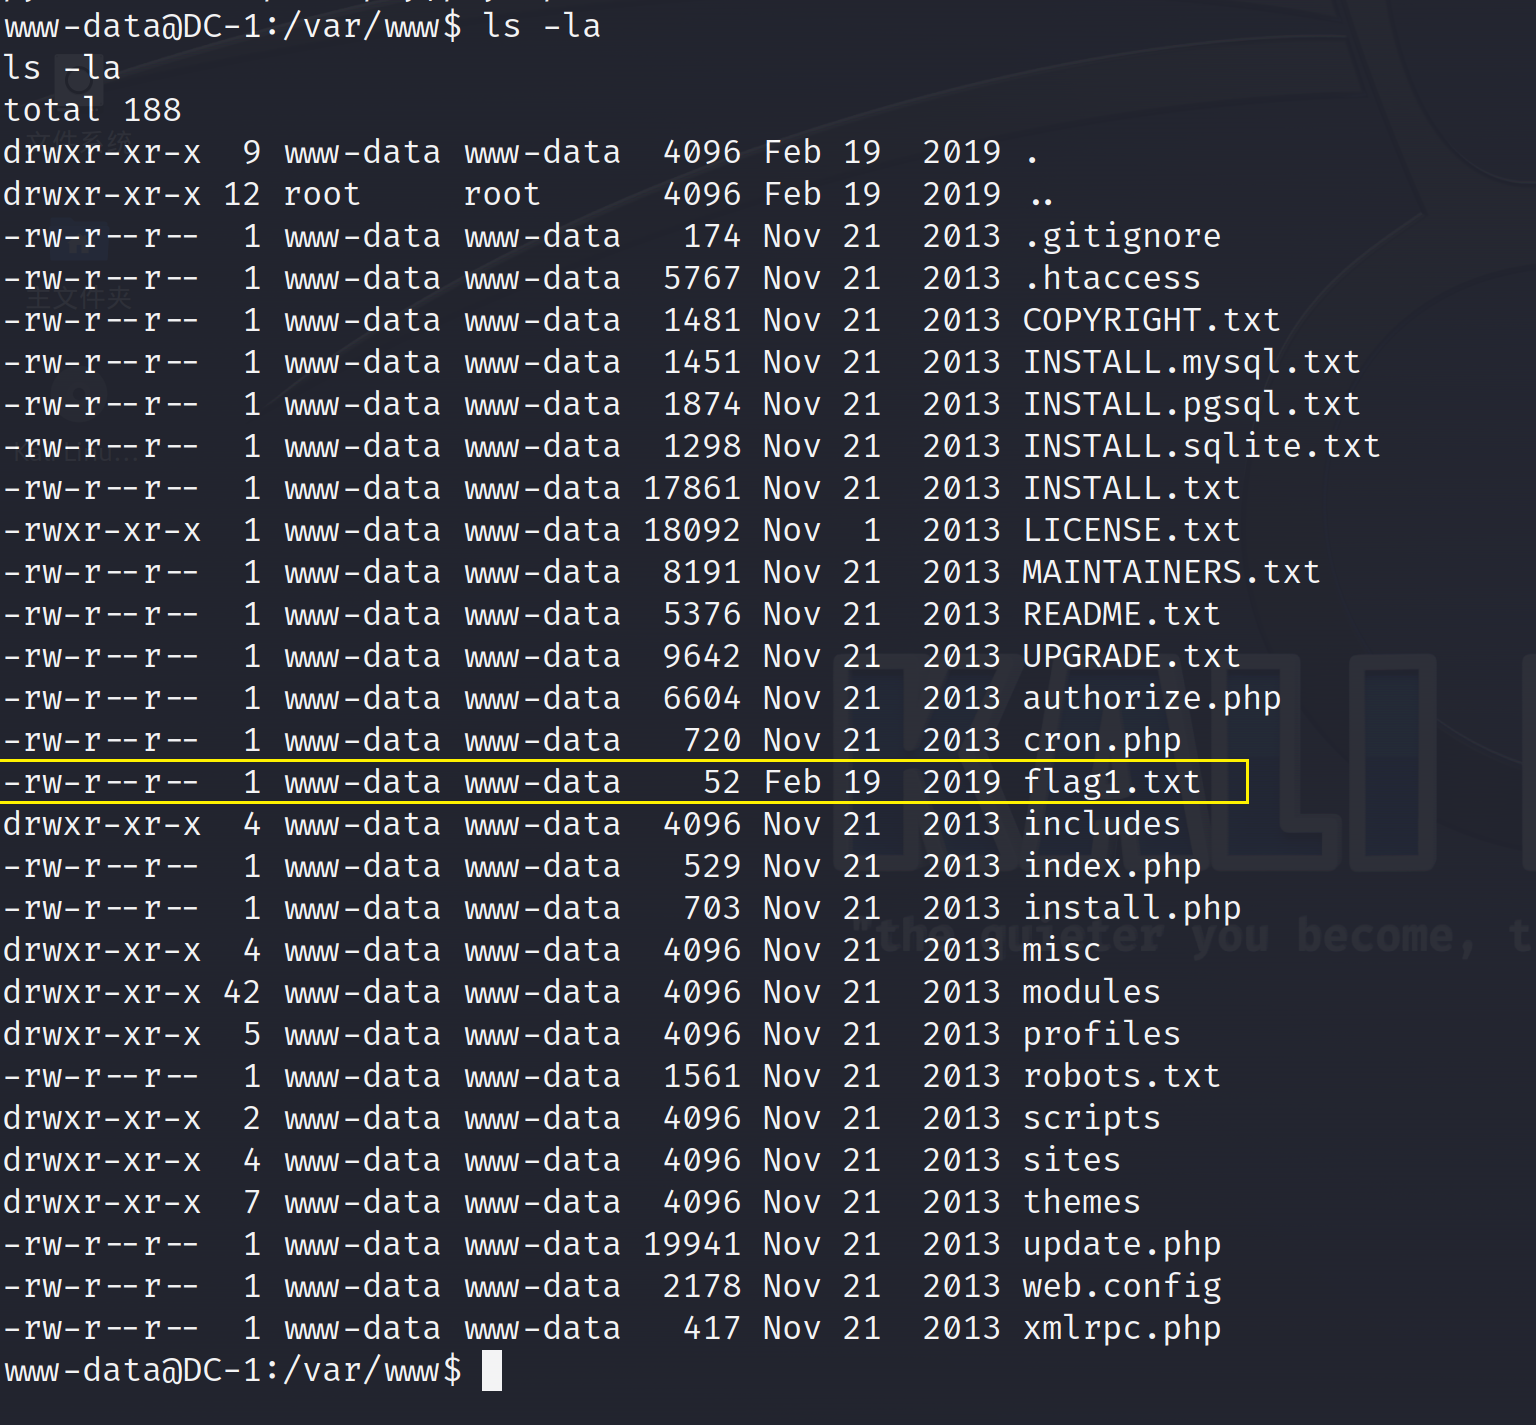 www-data@DC-1:/var/www$ ls -la
ls -la
total 188
drwxr-xr-x  9 www-data www-data  4096 Feb 19  2019 .
drwxr-xr-x 12 root     root      4096 Feb 19  2019 ..
-rw-r--r--  1 www-data www-data   174 Nov 21  2013 .gitignore
-rw-r--r--  1 www-data www-data  5767 Nov 21  2013 .htaccess
-rw-r--r--  1 www-data www-data  1481 Nov 21  2013 COPYRIGHT.txt
-rw-r--r--  1 www-data www-data  1451 Nov 21  2013 INSTALL.mysql.txt
-rw-r--r--  1 www-data www-data  1874 Nov 21  2013 INSTALL.pgsql.txt
-rw-r--r--  1 www-data www-data  1298 Nov 21  2013 INSTALL.sqlite.txt
-rw-r--r--  1 www-data www-data 17861 Nov 21  2013 INSTALL.txt
-rwxr-xr-x  1 www-data www-data 18092 Nov  1  2013 LICENSE.txt
-rw-r--r--  1 www-data www-data  8191 Nov 21  2013 MAINTAINERS.txt
-rw-r--r--  1 www-data www-data  5376 Nov 21  2013 README.txt
-rw-r--r--  1 www-data www-data  9642 Nov 21  2013 UPGRADE.txt
-rw-r--r--  1 www-data www-data  6604 Nov 21  2013 authorize.php
-rw-r--r--  1 www-data www-data   720 Nov 21  2013 cron.php
-rw-r--r--  1 www-data www-data    52 Feb 19  2019 flag1.txt
drwxr-xr-x  4 www-data www-data  4096 Nov 21  2013 includes
-rw-r--r--  1 www-data www-data   529 Nov 21  2013 index.php
-rw-r--r--  1 www-data www-data   703 Nov 21  2013 install.php
drwxr-xr-x  4 www-data www-data  4096 Nov 21  2013 misc
drwxr-xr-x 42 www-data www-data  4096 Nov 21  2013 modules
drwxr-xr-x  5 www-data www-data  4096 Nov 21  2013 profiles
-rw-r--r--  1 www-data www-data  1561 Nov 21  2013 robots.txt
drwxr-xr-x  2 www-data www-data  4096 Nov 21  2013 scripts
drwxr-xr-x  4 www-data www-data  4096 Nov 21  2013 sites
drwxr-xr-x  7 www-data www-data  4096 Nov 21  2013 themes
-rw-r--r--  1 www-data www-data 19941 Nov 21  2013 update.php
-rw-r--r--  1 www-data www-data  2178 Nov 21  2013 web.config
-rw-r--r--  1 www-data www-data   417 Nov 21  2013 xmlrpc.php
www-data@DC-1:/var/www$
文件系统
主文件夹
KALI
"the quieter you become, t